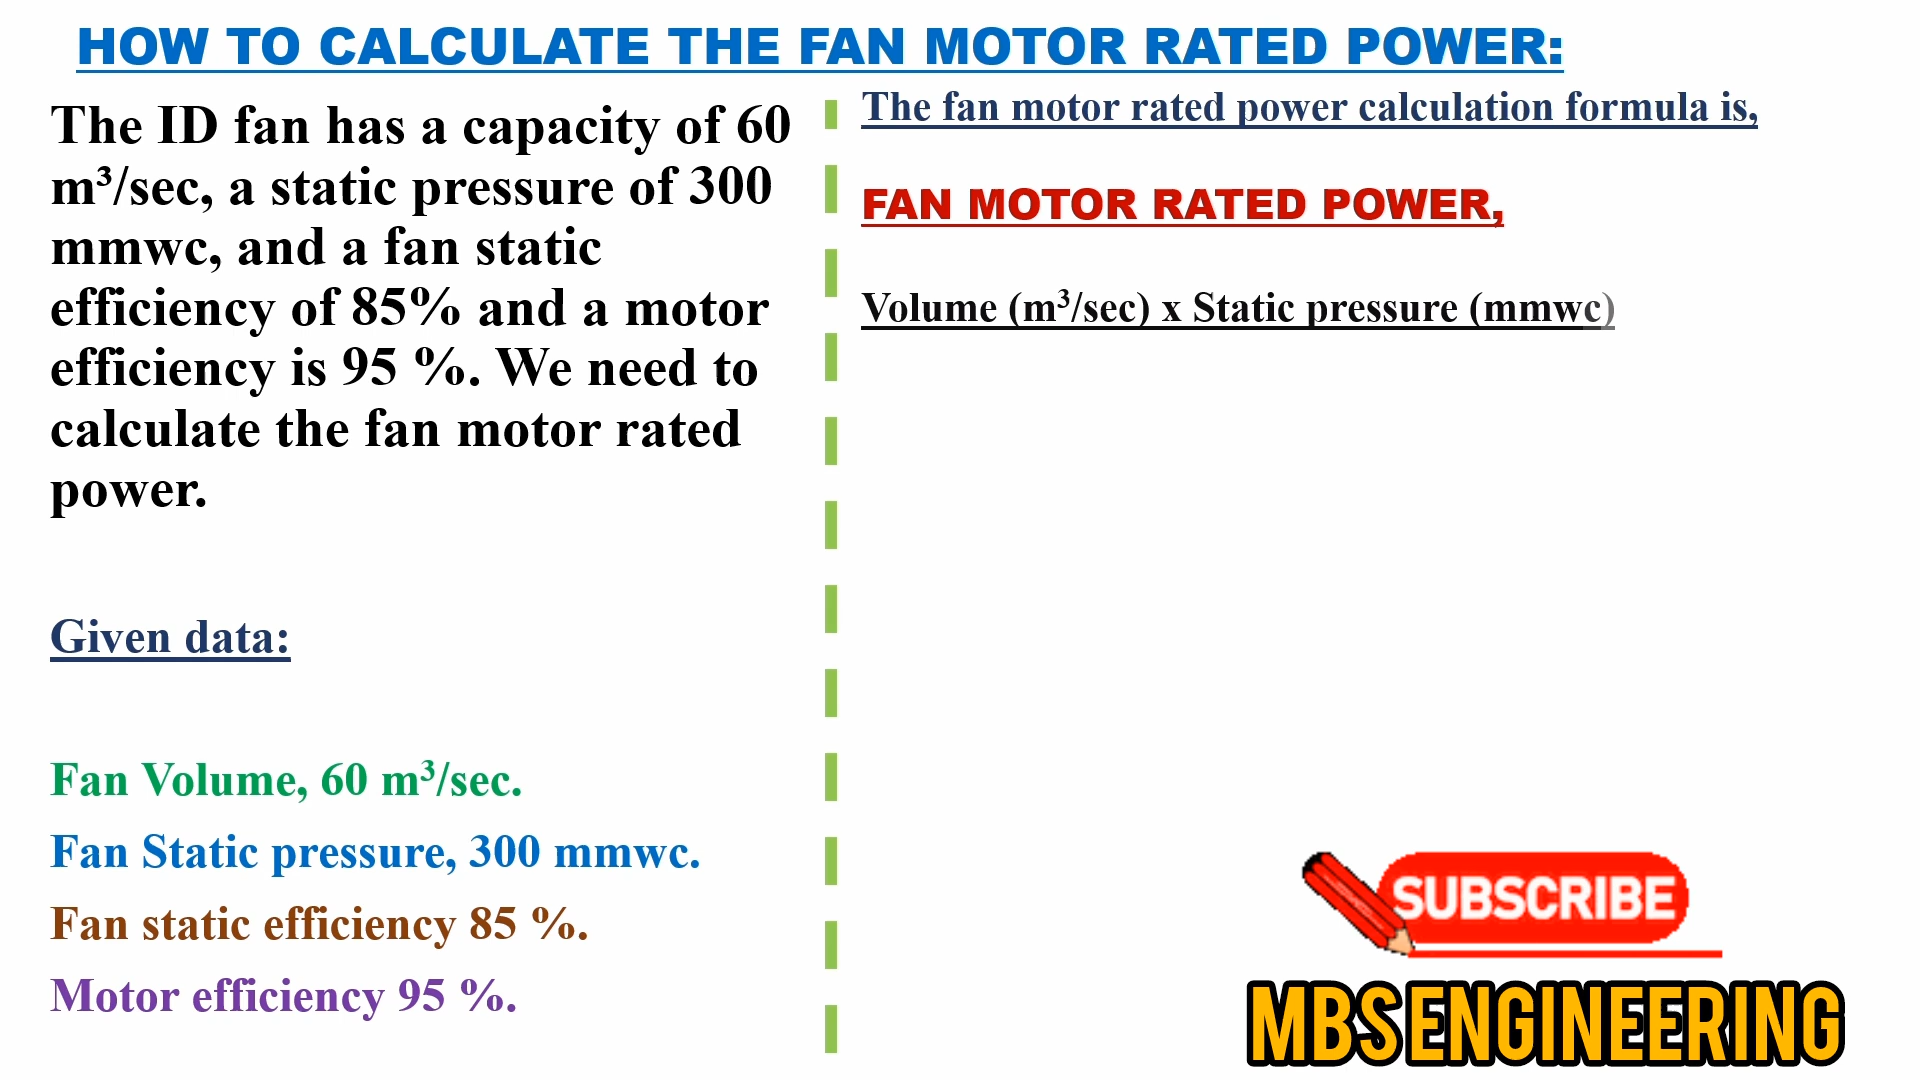 HOW TO CALCULATE THE FAN MOTOR RATED POWER:
The ID fan has a capacity of 60
m³/sec, a static pressure of 300
mmwc, and a fan static
efficiency of 85% and a motor
efficiency is 95 %. We need to
calculate the fan motor rated
power.
Given data:
Fan Volume, 60 m³/sec.
Fan Static pressure, 300 mmwc.
Fan static efficiency 85 %.
Motor efficiency 95 %.
The fan motor rated power calculation formula is,
FAN MOTOR RATED POWER,
Volume (m³/sec) x Static pressure (mmwc)
SUBSCRIBE
MBS ENGINEERING